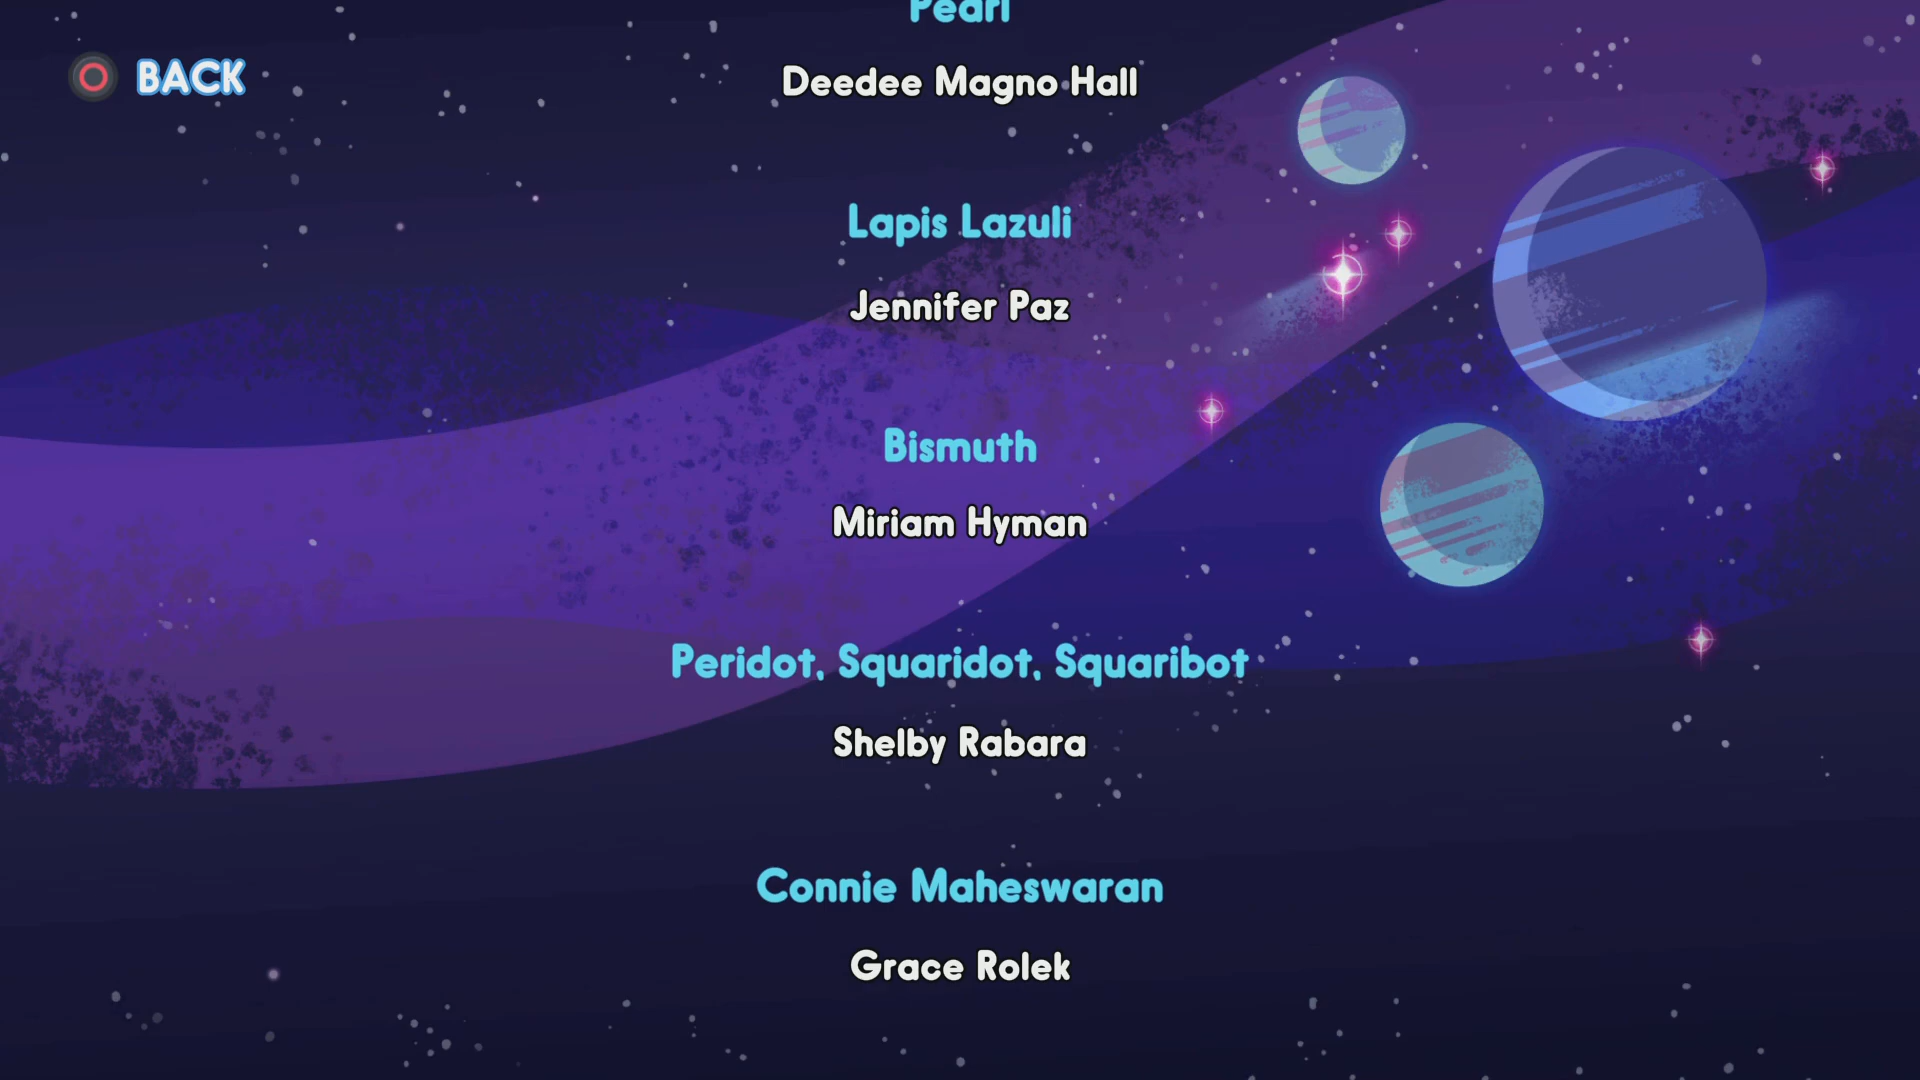 Pearl
BACK
Deedee Magno Hall
Lapis Lazuli
Jennifer Paz
Bismuth
Miriam Hyman
Peridot, Squaridot, Squaribot
Shelby Rabara
Connie Maheswaran
Grace Rolek